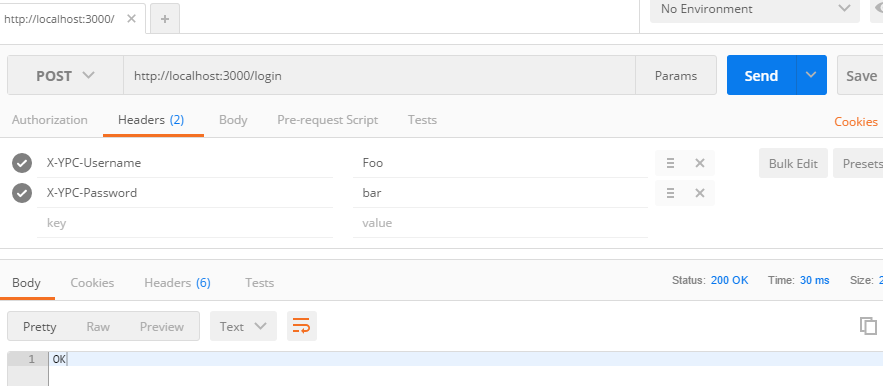 http://localhost:3000/
No Environment
POST http://localhost:3000/login Params Send Save
Authorization Headers (2) Body Pre-request Script Tests Cookies
X-YPC-Username Foo Bulk Edit Presets
X-YPC-Password bar
key value
Body Cookies Headers (6) Tests Status: 200 OK Time: 30 ms Size: 2
Pretty Raw Preview Text
1 OK